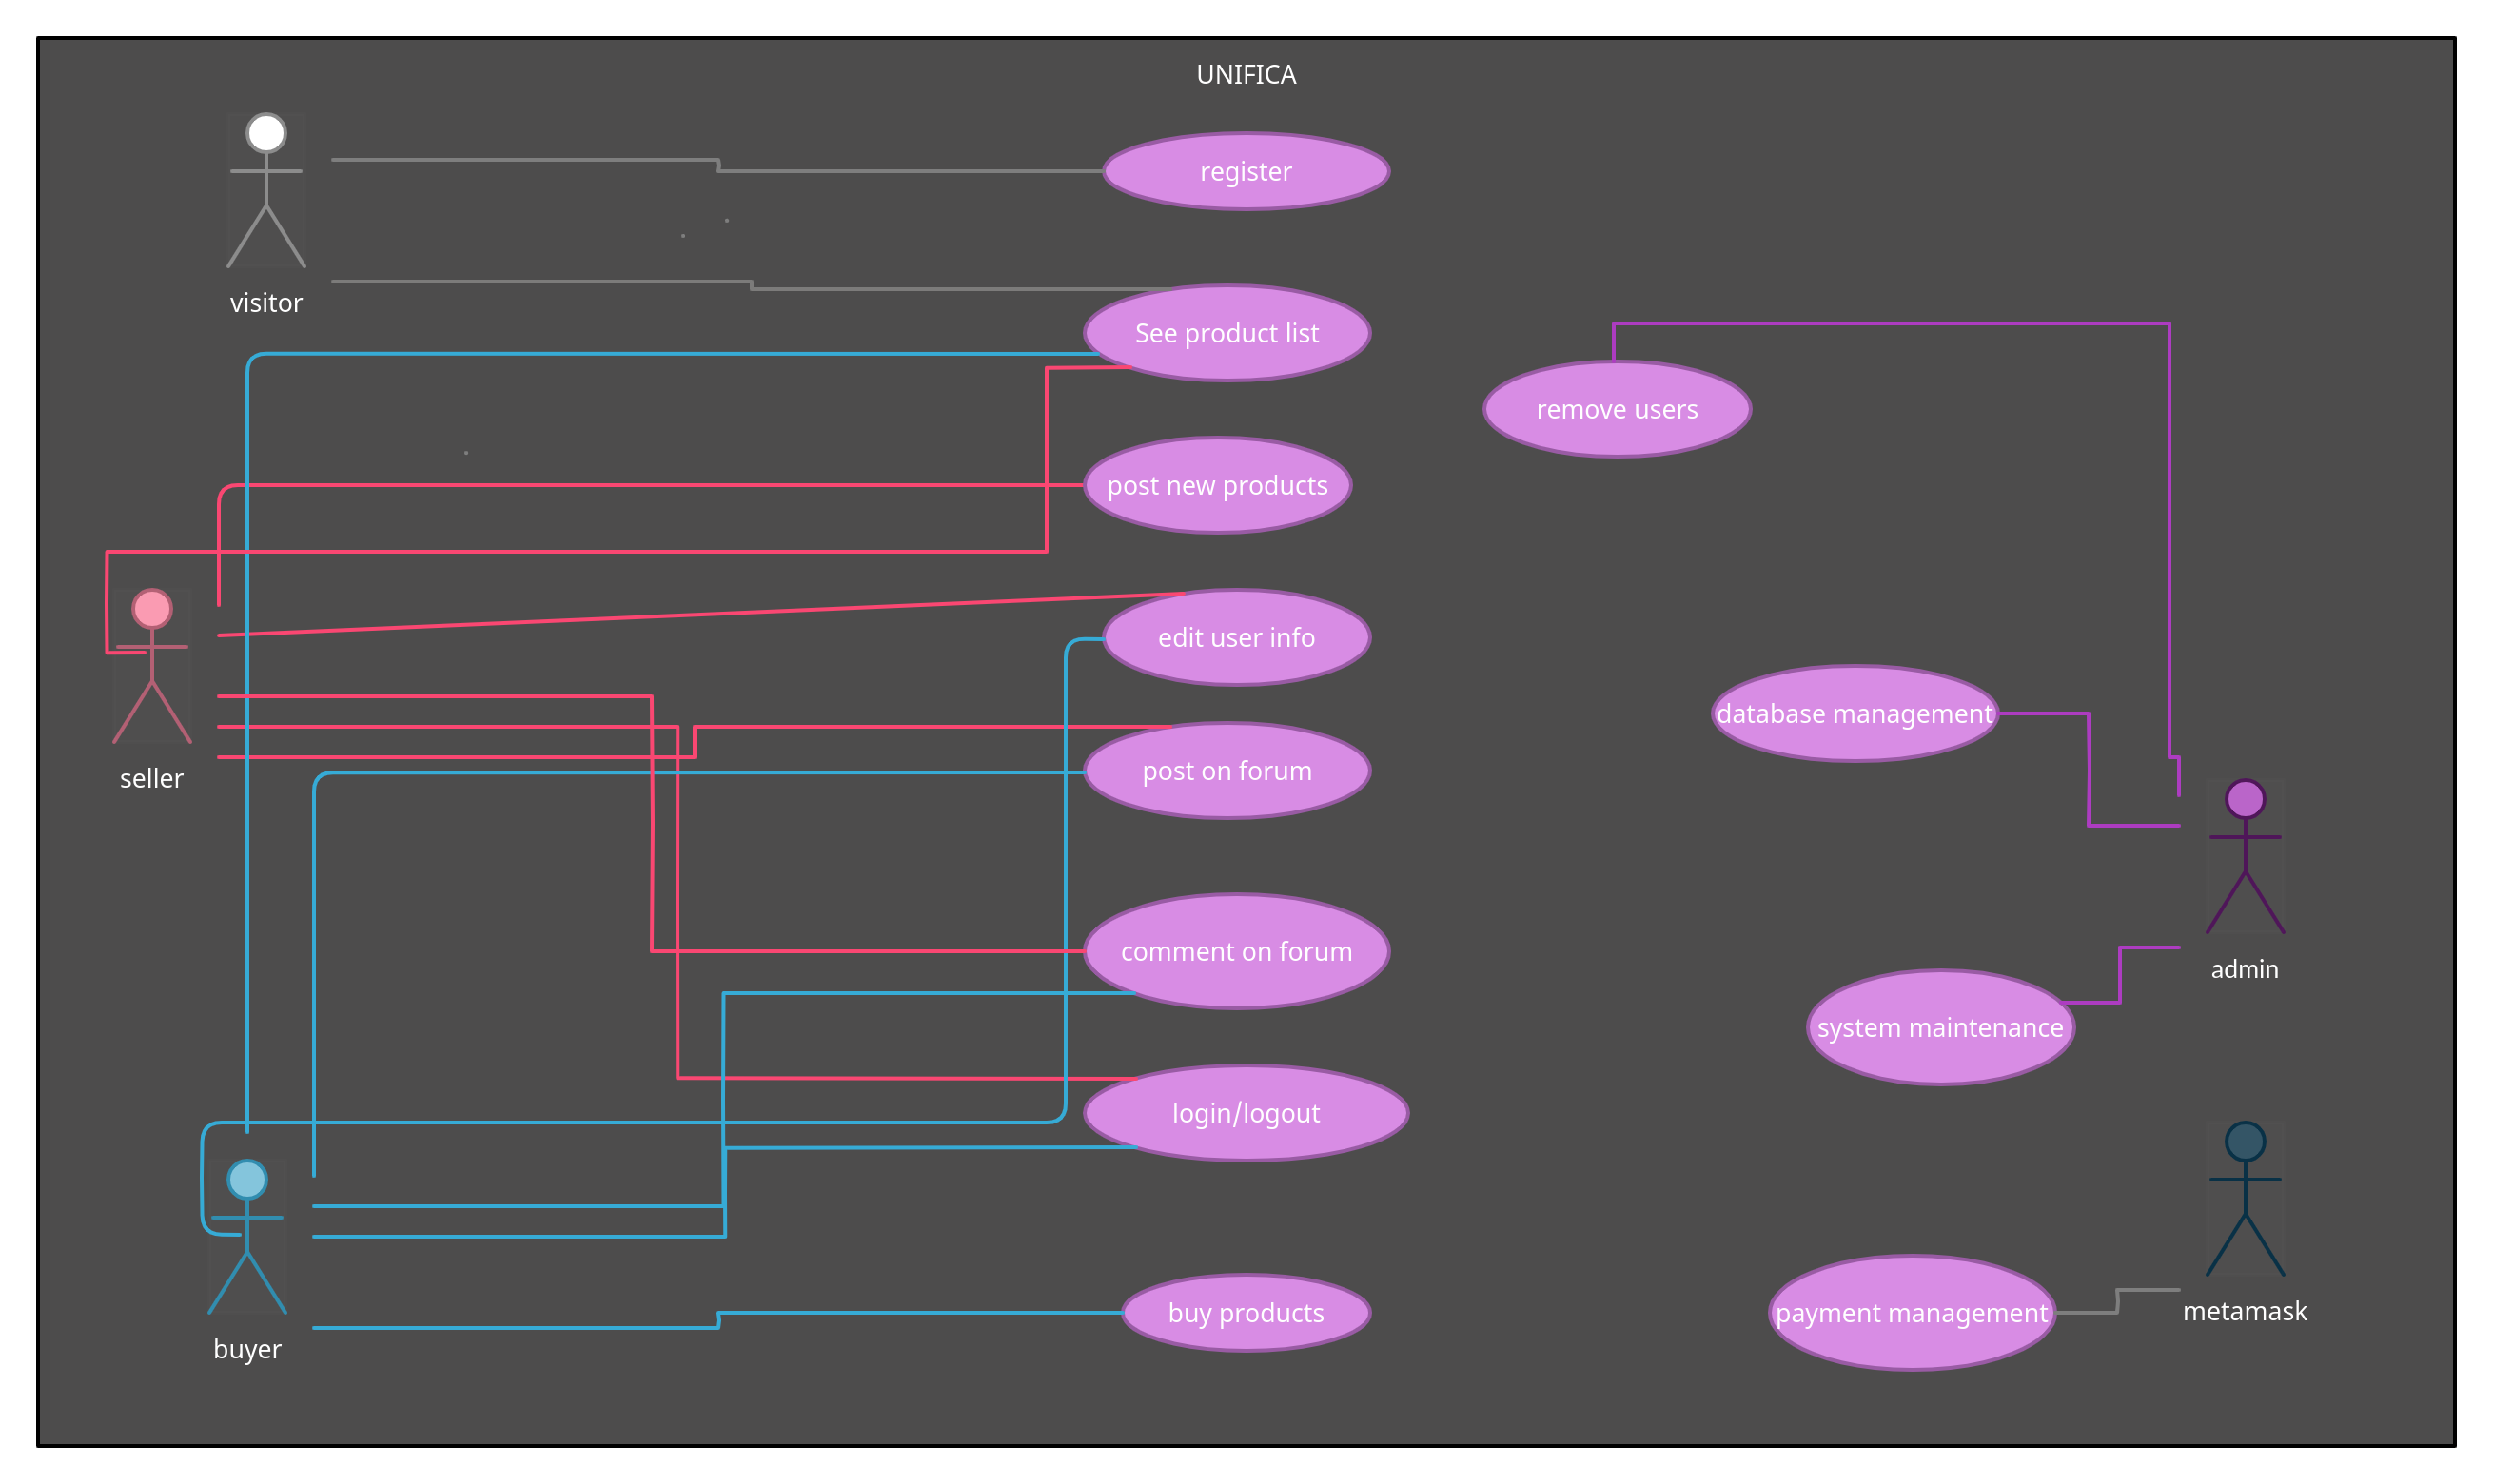 UNIFICA
register
visitor
See product list
remove users
post new products
edit user info
database management
post on forum
seller
comment on forum
admin
system maintenance
login/logout
buy products
payment management
metamask
buyer